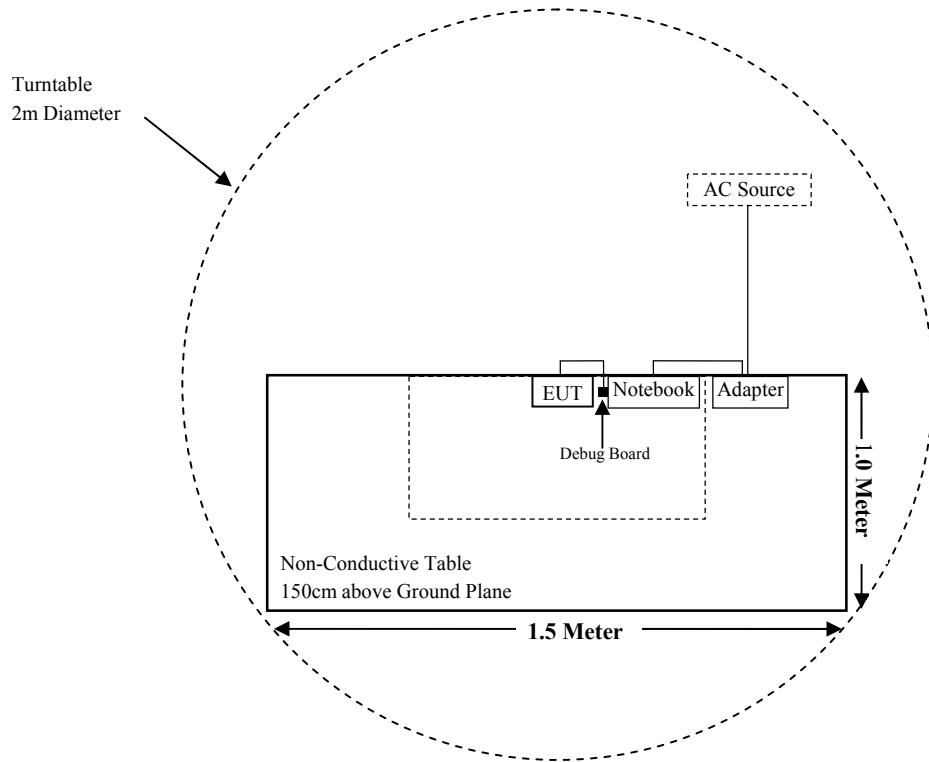 Turntable
2m Diameter
AC Source
EUT
Notebook
Adapter
Debug Board
1.0 Meter
Non-Conductive Table
150cm above Ground Plane
1.5 Meter